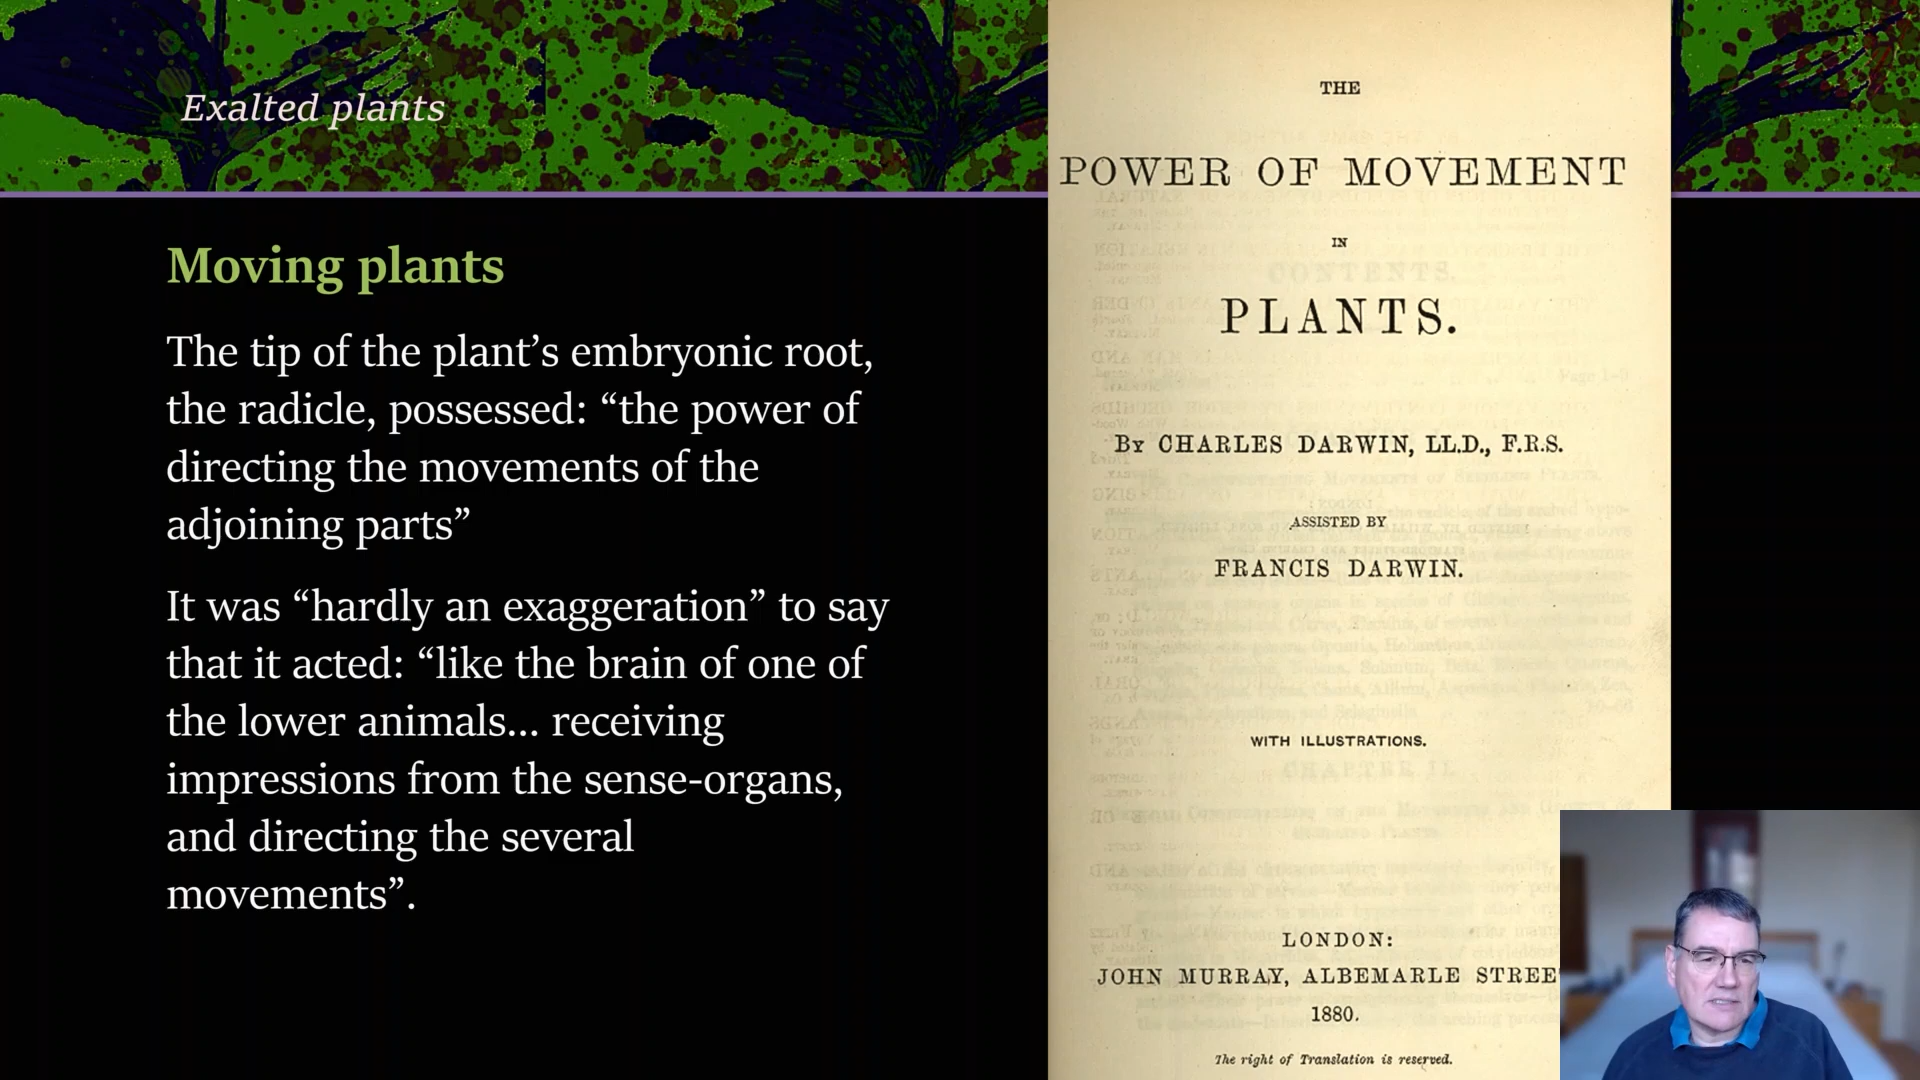 Exalted plants
Moving plants
The tip of the plant’s embryonic root,
the radicle, possessed: “the power of
directing the movements of the
adjoining parts”
It was “hardly an exaggeration” to say
that it acted: “like the brain of one of
the lower animals... receiving
impressions from the sense-organs,
and directing the several
movements”.
THE
POWER OF MOVEMENT
IN
PLANTS.
By CHARLES DARWIN, LL.D., F.R.S.
ASSISTED BY
FRANCIS DARWIN.
WITH ILLUSTRATIONS.
LONDON:
JOHN MURRAY, ALBEMARLE STREE
1880.
The right of Translation is reserved.